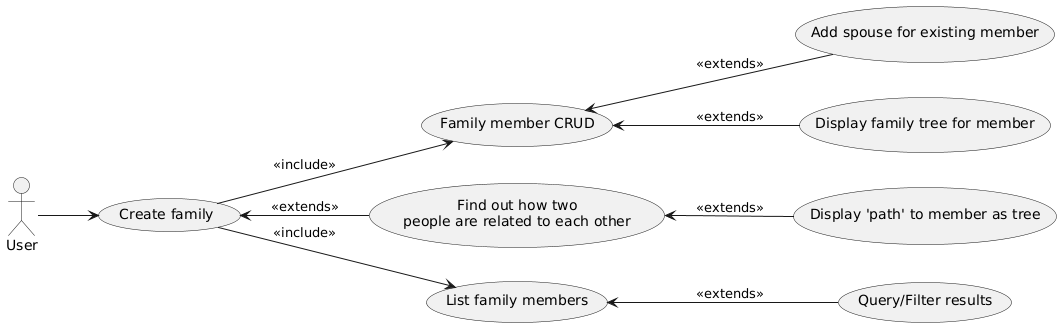 Add spouse for existing member
«extends»
Family member CRUD
«extends»
Display family tree for member
«include»
User
Create family
«extends»
Find out how two
people are related to each other
«extends»
Display 'path' to member as tree
«include»
List family members
«extends»
Query/Filter results